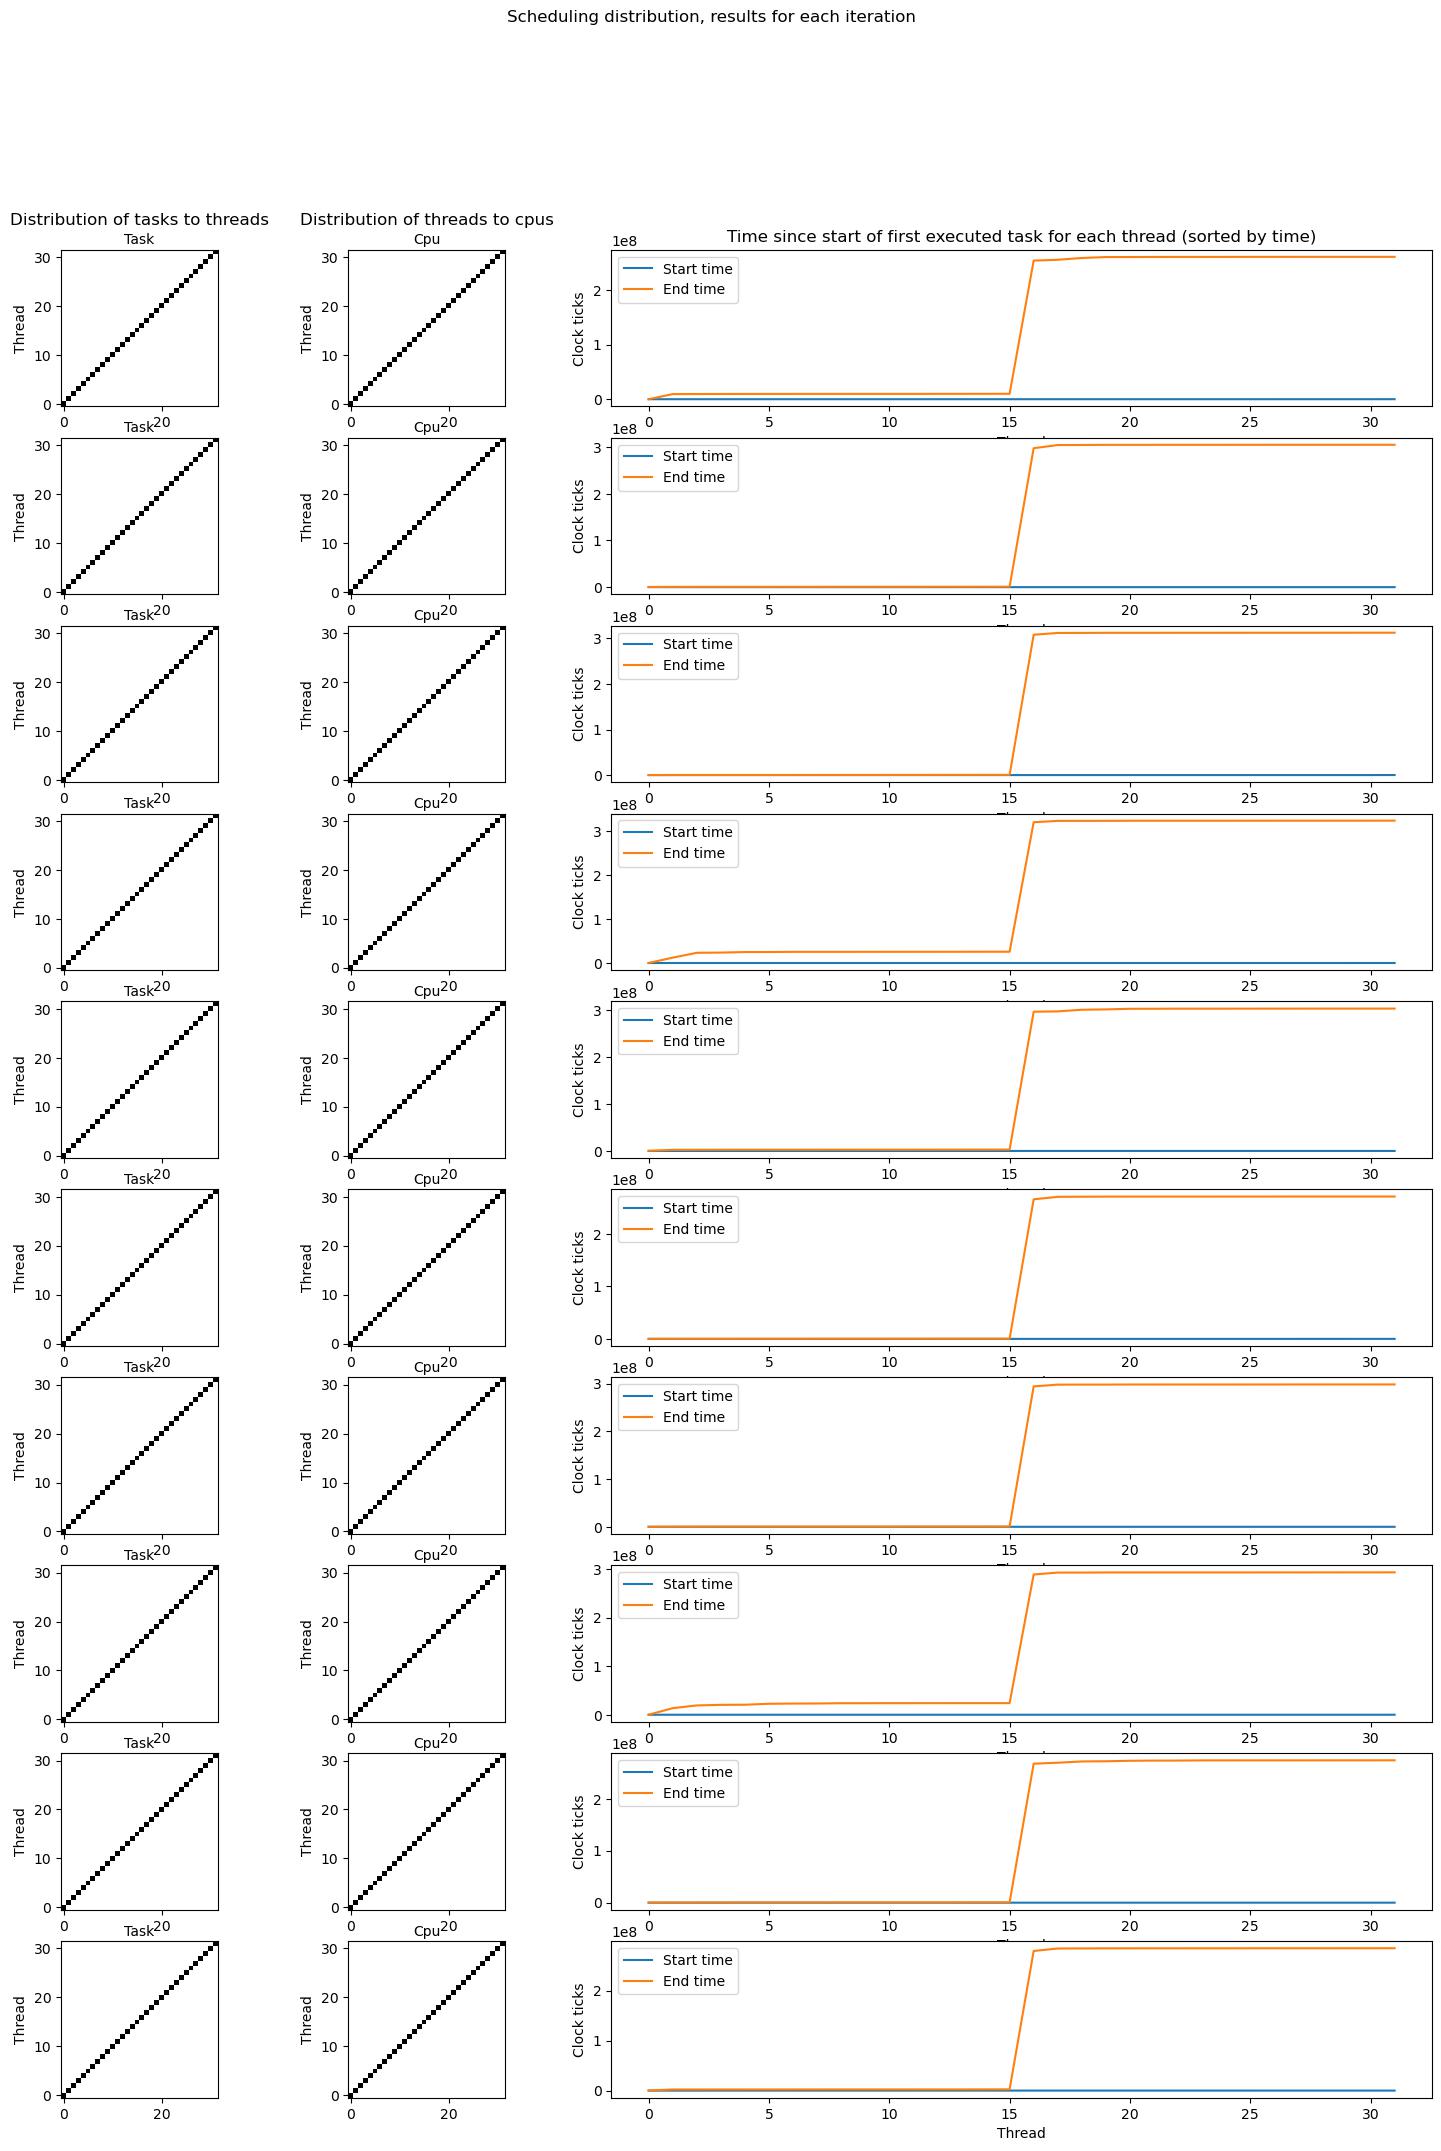 Scheduling distribution, results for each iteration
Distribution of tasks to threads
Distribution of threads to cpus
Time since start of first executed task for each thread (sorted by time)
Task
Thread
0 10 20 30
0 20
Cpu
Thread
0 10 20 30
0 20
1e8
Clock ticks
0 1 2
Start time
End time
0 5 10 15 20 25 30
Task
Thread
0 10 20 30
0 20
Cpu
Thread
0 10 20 30
0 20
1e8
Clock ticks
0 1 2 3
Start time
End time
0 5 10 15 20 25 30
Task
Thread
0 10 20 30
0 20
Cpu
Thread
0 10 20 30
0 20
1e8
Clock ticks
0 1 2 3
Start time
End time
0 5 10 15 20 25 30
Task
Thread
0 10 20 30
0 20
Cpu
Thread
0 10 20 30
0 20
1e8
Clock ticks
0 1 2 3
Start time
End time
0 5 10 15 20 25 30
Task
Thread
0 10 20 30
0 20
Cpu
Thread
0 10 20 30
0 20
1e8
Clock ticks
0 1 2 3
Start time
End time
0 5 10 15 20 25 30
Task
Thread
0 10 20 30
0 20
Cpu
Thread
0 10 20 30
0 20
1e8
Clock ticks
0 1 2
Start time
End time
0 5 10 15 20 25 30
Task
Thread
0 10 20 30
0 20
Cpu
Thread
0 10 20 30
0 20
1e8
Clock ticks
0 1 2 3
Start time
End time
0 5 10 15 20 25 30
Task
Thread
0 10 20 30
0 20
Cpu
Thread
0 10 20 30
0 20
1e8
Clock ticks
0 1 2 3
Start time
End time
0 5 10 15 20 25 30
Task
Thread
0 10 20 30
0 20
Cpu
Thread
0 10 20 30
0 20
1e8
Clock ticks
0 1 2
Start time
End time
0 5 10 15 20 25 30
Task
Thread
0 10 20 30
0 20
Cpu
Thread
0 10 20 30
0 20
1e8
Clock ticks
0 1 2
Start time
End time
0 5 10 15 20 25 30
Thread